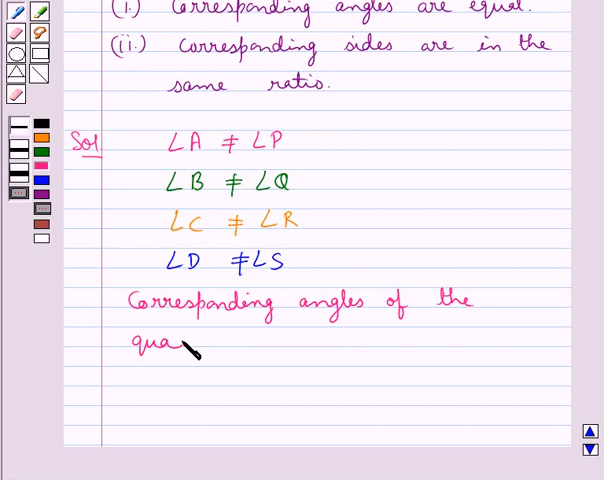 (i.) Corresponding angles are equal.
(ii.) Corresponding sides are in the
same ratio.
Sol
∠A ≠ ∠P
∠B ≠ ∠Q
∠C ≠ ∠R
∠D ≠ ∠S
Corresponding angles of the
qua